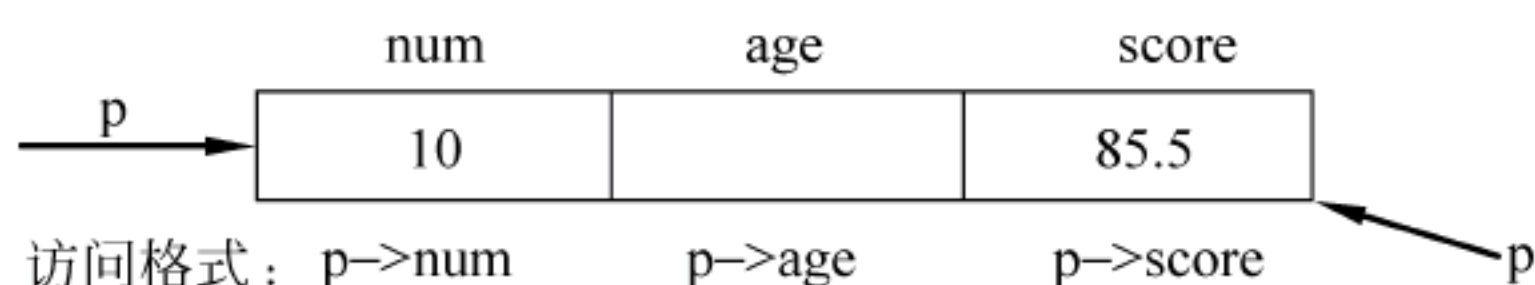 num age score
p 10 85.5
访问格式: p–>num p–>age p–>score p